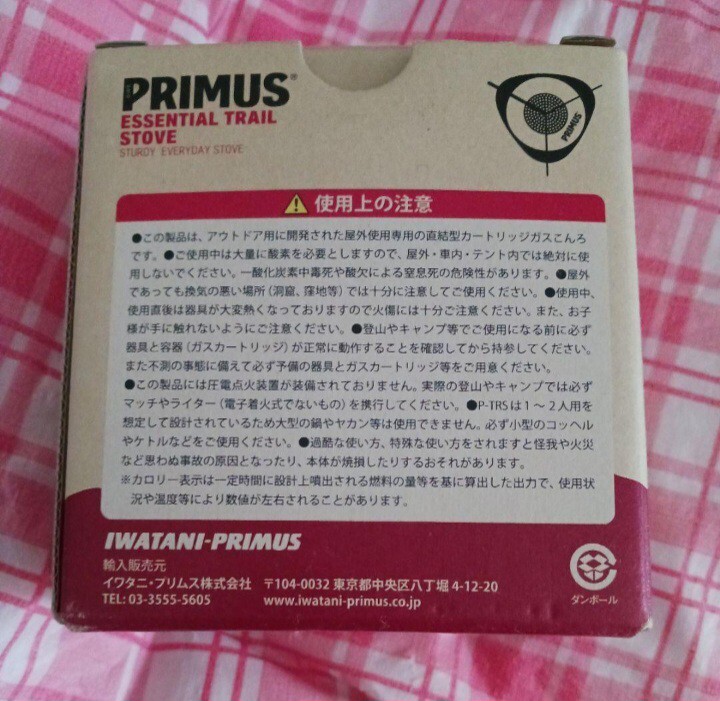 PRIMUS®
ESSENTIAL TRAIL
STOVE
STURDY EVERYDAY STOVE
PRIMUS
使用上の注意
●この製品は、アウトドア用に開発された屋外使用専用の直結型カートリッジガスこんろ
です。●ご使用中は大量に酸素を必要としますので、屋外・車内・テント内では絶対に使
用しないでください。一酸化炭素中毒死や酸欠による窒息死の危険性があります。●屋外
であっても換気の悪い場所（洞窟、窪地等）では十分に注意してご使用ください。●使用中、
使用直後は器具が大変熱くなっておりますので火傷には十分ご注意ください。また、お子
様が手に触れないようにご注意ください。●登山やキャンプ等でご使用になる前に必ず
器具と容器（ガスカートリッジ）が正常に動作することを確認してから持参してください。
また不測の事態に備えて必ず予備の器具とガスカートリッジ等をご用意ください。
●この製品には圧電点火装置が装備されておりません。実際の登山やキャンプでは必ず
マッチやライター（電子着火式でないもの）を携行してください。●P-TRSは1～2人用を
想定して設計されているため大型の鍋やヤカン等は使用できません。必ず小型のコッヘル
やケトルなどをご使用ください。●過酷な使い方、特殊な使い方をされますと怪我や火災
など思わぬ事故の原因となったり、本体が焼損したりするおそれがあります。
※カロリー表示は一定時間に設計上噴出される燃料の量等を基に算出した出力で、使用状
況や温度等により数値が左右されることがあります。
IWATANI-PRIMUS
輸入販売元
イワタニ・プリムス株式会社 〒104-0032 東京都中央区八丁堀 4-12-20
TEL: 03-3555-5605 www.iwatani-primus.co.jp
ダンボール